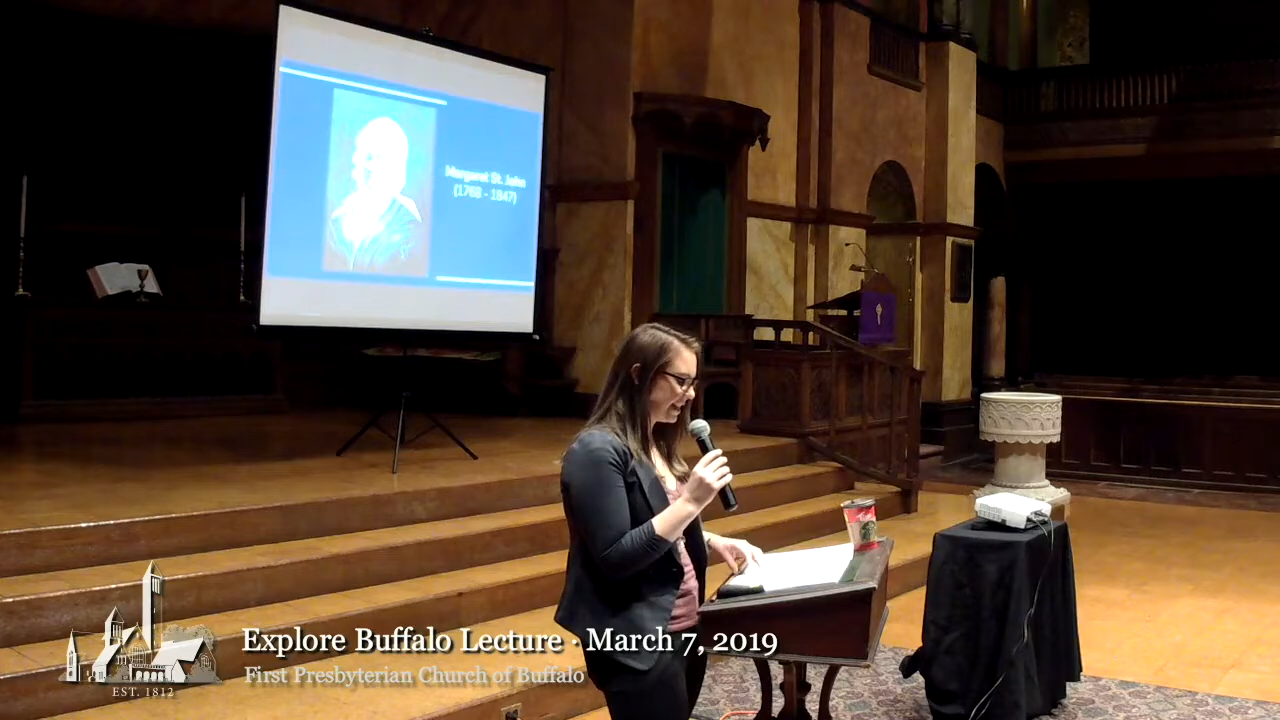 Margaret St. John
(1768 - 1847)
Explore Buffalo Lecture · March 7, 2019
First Presbyterian Church of Buffalo
EST. 1812